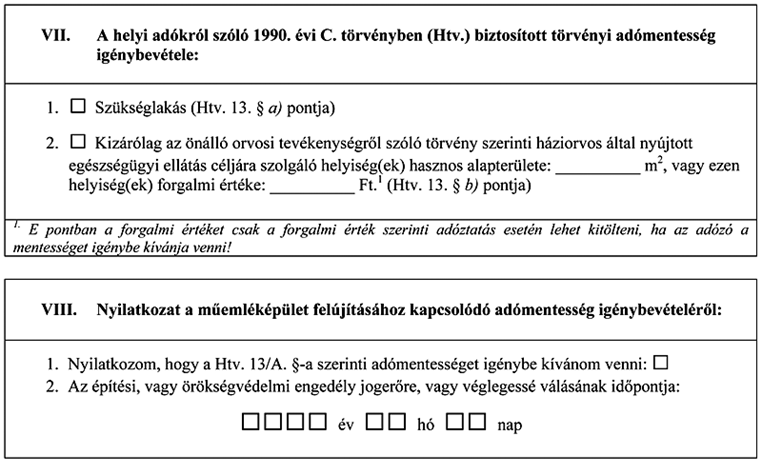 VII. A helyi adókról szóló 1990. évi C. törvényben (Htv.) biztosított törvényi adómentesség
igénybevétele:
1. ☐ Szükséglakás (Htv. 13. § a) pontja)
2. ☐ Kizárólag az önálló orvosi tevékenységről szóló törvény szerinti háziorvos által nyújtott
egészségügyi ellátás céljára szolgáló helyiség(ek) hasznos alapterülete: __________ m², vagy ezen
helyiség(ek) forgalmi értéke: __________ Ft.¹ (Htv. 13. § b) pontja)
1. E pontban a forgalmi értéket csak a forgalmi érték szerinti adóztatás esetén lehet kitölteni, ha az adózó a
mentességet igénybe kívánja venni!
VIII. Nyilatkozat a műemléképület felújításához kapcsolódó adómentesség igénybevételéről:
1. Nyilatkozom, hogy a Htv. 13/A. §-a szerinti adómentességet igénybe kívánom venni: ☐
2. Az építési, vagy örökségvédelmi engedély jogerőre, vagy véglegessé válásának időpontja:
☐☐☐☐ év ☐☐ hó ☐☐ nap